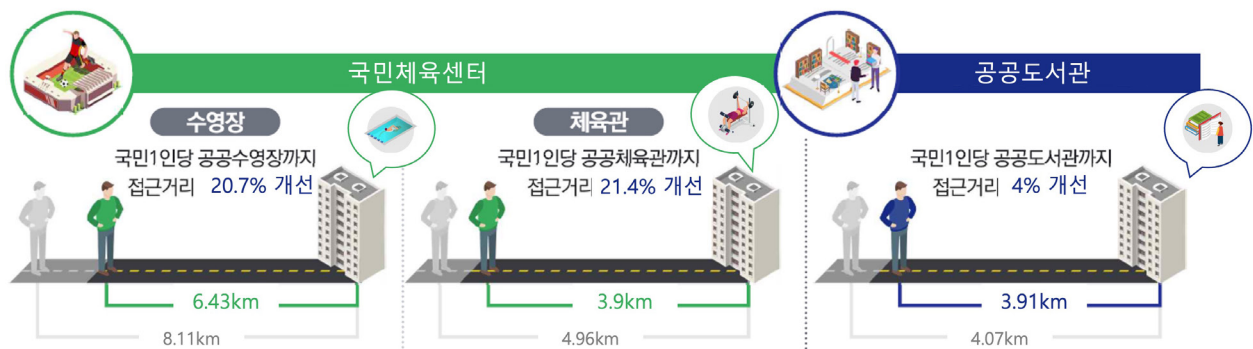 국민체육센터
공공도서관
수영장
국민1인당 공공수영장까지
접근거리 20.7% 개선
6.43km
8.11km
체육관
국민1인당 공공체육관까지
접근거리 21.4% 개선
3.9km
4.96km
국민1인당 공공도서관까지
접근거리 4% 개선
3.91km
4.07km